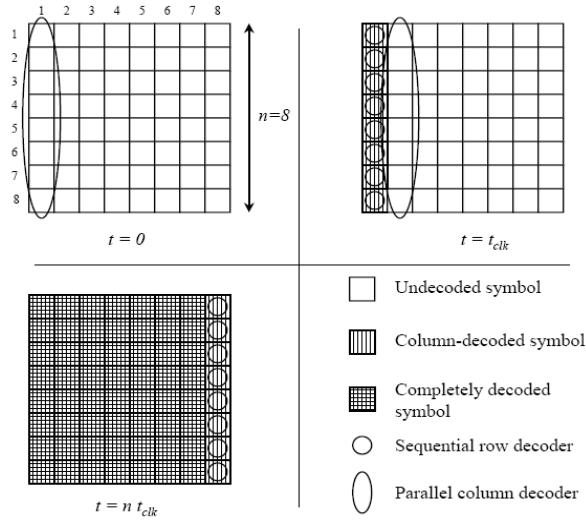 1 2 3 4 5 6 7 8
1
2
3
4
5
6
7
8
n=8
t = 0
t = t_clk
t = n t_clk
Undecoded symbol
Column-decoded symbol
Completely decoded
symbol
Sequential row decoder
Parallel column decoder